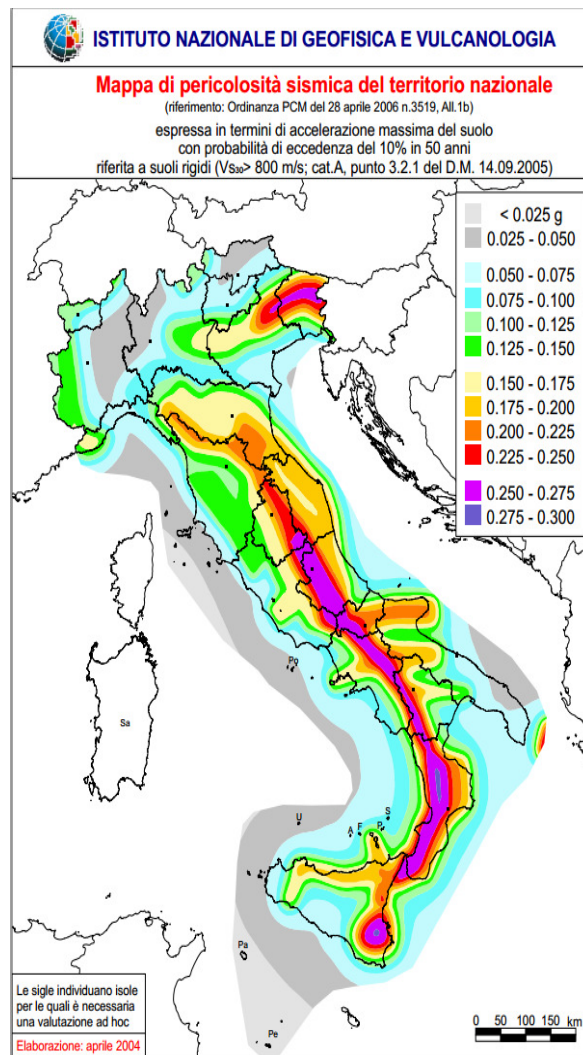 ISTITUTO NAZIONALE DI GEOFISICA E VULCANOLOGIA
Mappa di pericolosità sismica del territorio nazionale
(riferimento: Ordinanza PCM del 28 aprile 2006 n.3519, All.1b)
espressa in termini di accelerazione massima del suolo
con probabilità di eccedenza del 10% in 50 anni
riferita a suoli rigidi (Vs30> 800 m/s; cat.A, punto 3.2.1 del D.M. 14.09.2005)
< 0.025 g
0.025 - 0.050
0.050 - 0.075
0.075 - 0.100
0.100 - 0.125
0.125 - 0.150
0.150 - 0.175
0.175 - 0.200
0.200 - 0.225
0.225 - 0.250
0.250 - 0.275
0.275 - 0.300
Po
Sa
U
A
F
P
S
Pa
Pe
Le sigle individuano isole
per le quali è necessaria
una valutazione ad hoc
Elaborazione: aprile 2004
0 50 100 150 km